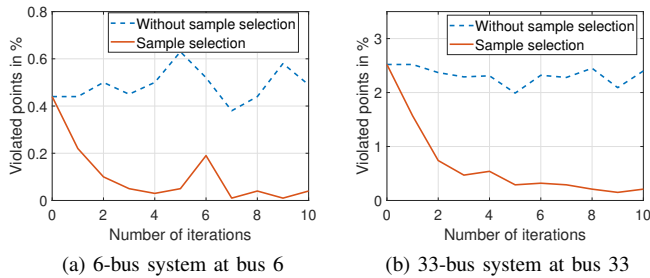 0.8
0.6
0.4
0.2
0
0 2 4 6 8 10
Violated points in %
Number of iterations
Without sample selection
Sample selection
(a) 6-bus system at bus 6
3
2
1
0
0 2 4 6 8 10
Violated points in %
Number of iterations
Without sample selection
Sample selection
(b) 33-bus system at bus 33